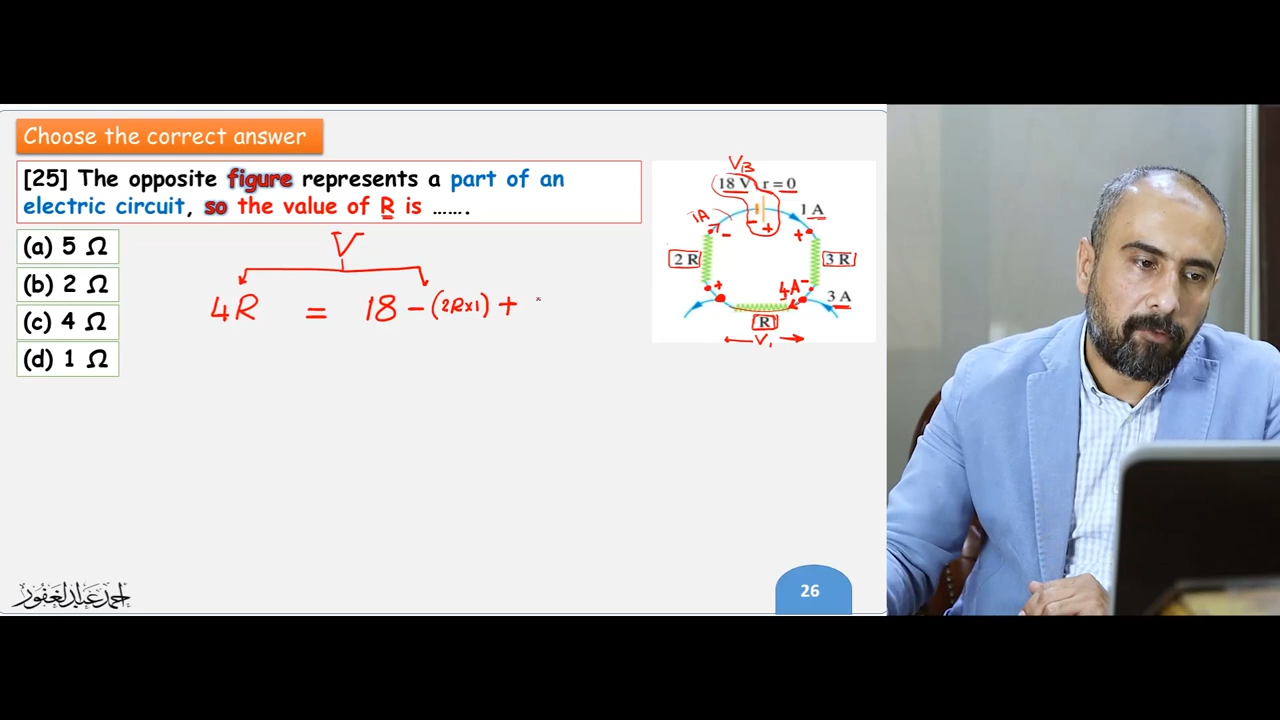 Choose the correct answer
[25] The opposite figure represents a part of an
electric circuit, so the value of R is …….
(a) 5 Ω
(b) 2 Ω
(c) 4 Ω
(d) 1 Ω
V
4R = 18 - (2R×1) +
V_B
18 V r = 0
1A
1 A
- +
- +
2 R
3 R
+ 4A -
3 A
R
V₁
احمد عبد الغفور
26